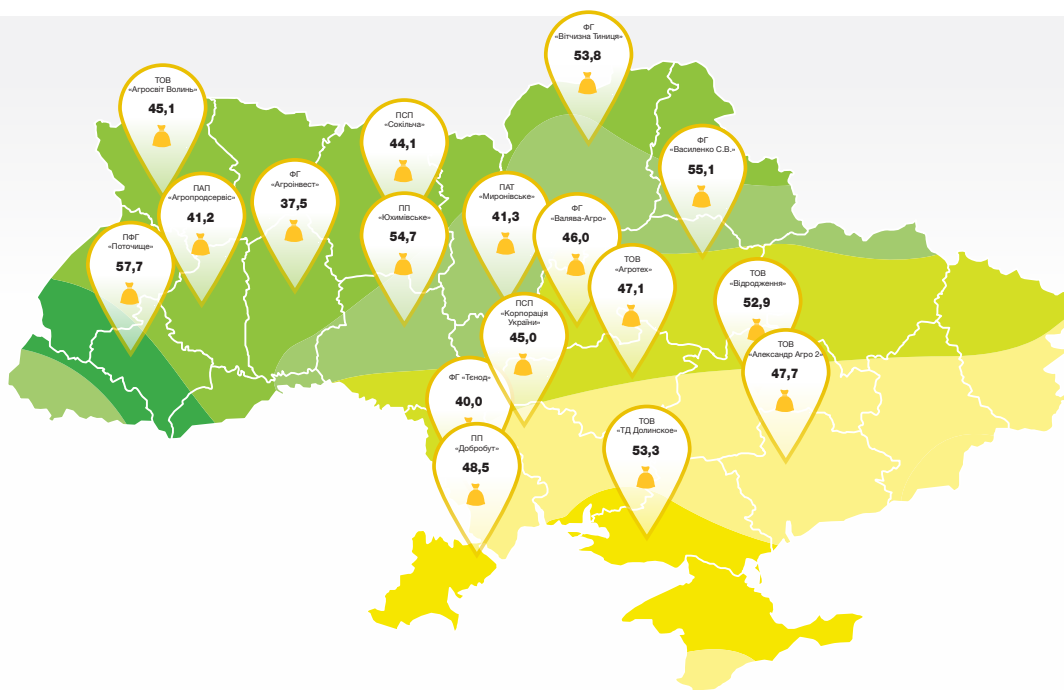 ФГ
«Вітчизна Тиниця»
53,8
ТОВ
«Агросвіт Волинь»
45,1
ПСП
«Сокільча»
44,1
ФГ
«Василенко С.В.»
55,1
ФГ
«Агроінвест»
37,5
ПАП
«Агропродсервіс»
41,2
ПАТ
«Миронівське»
41,3
ПП
«Юхимівське»
54,7
ФГ
«Валява-Агро»
46,0
ПФГ
«Поточище»
57,7
ТОВ
«Агротех»
47,1
ТОВ
«Відродження»
52,9
ПСП
«Корпорація
України»
45,0
ТОВ
«Александр Агро 2»
47,7
ФГ «Тєнод»
40,0
ТОВ
«ТД Долинское»
53,3
ПП
«Добробут»
48,5